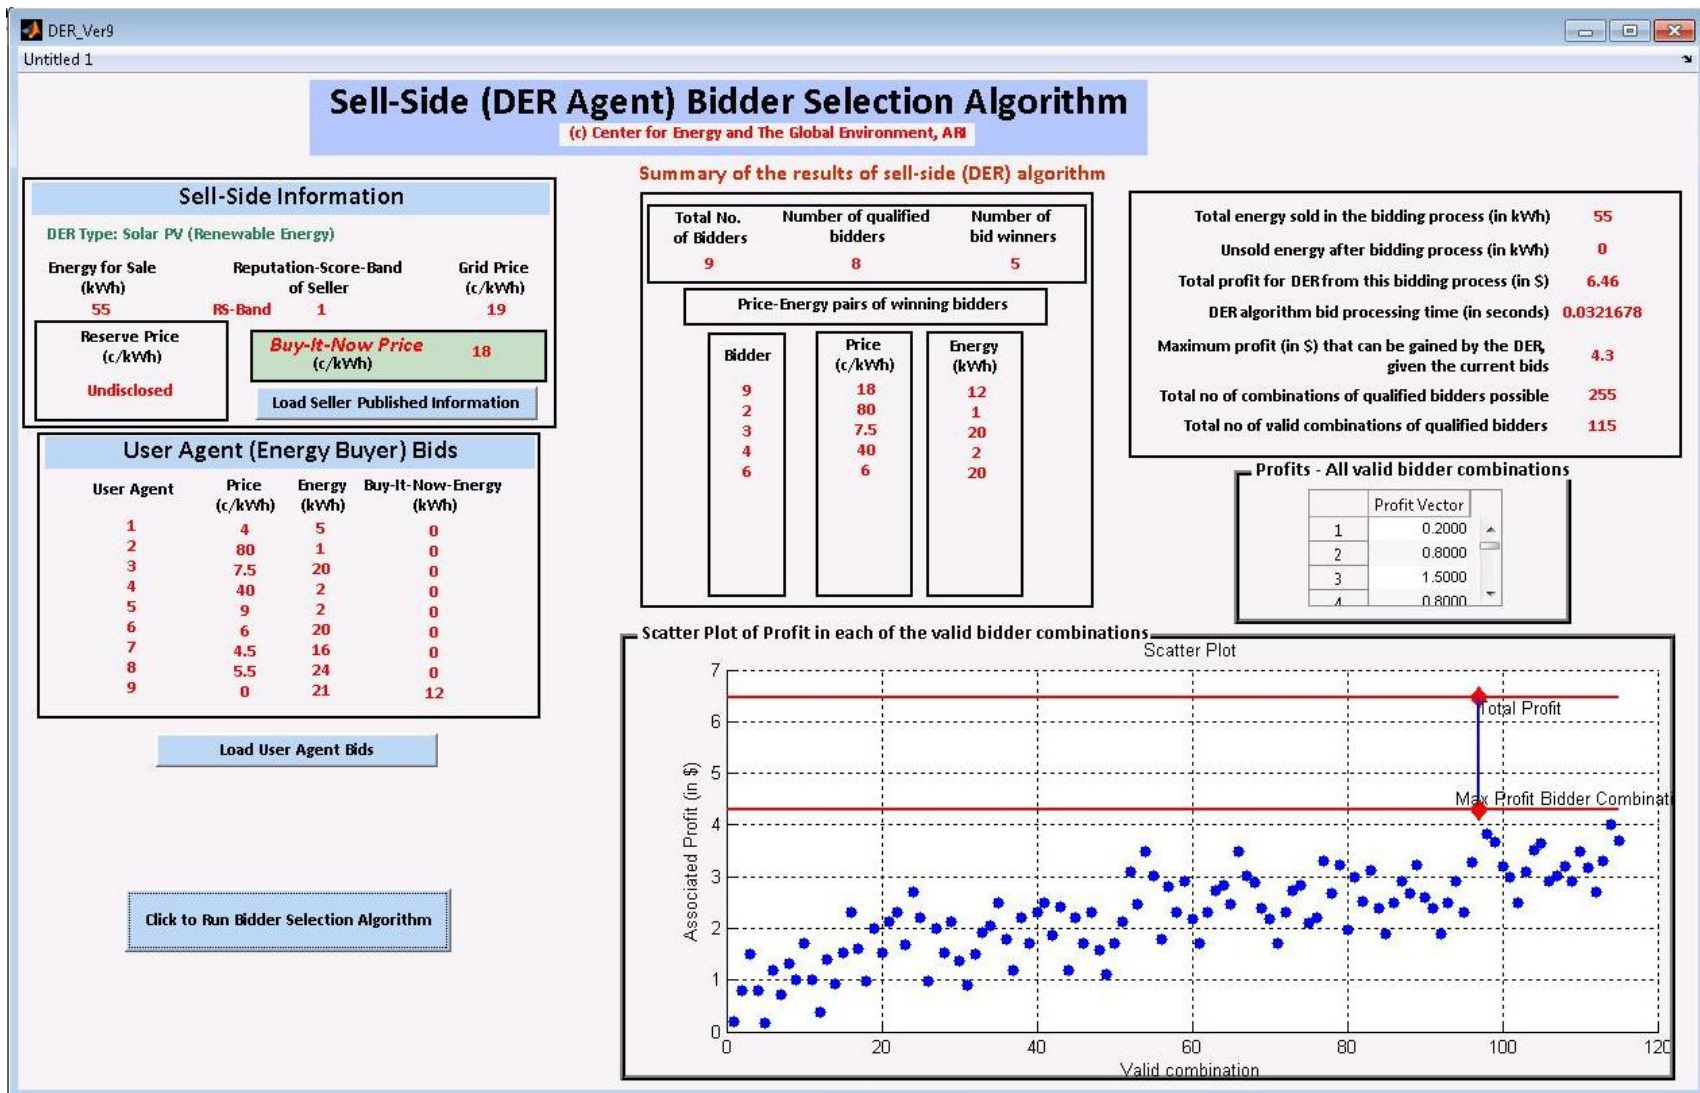 DER_Ver9
Untitled 1
Sell-Side (DER Agent) Bidder Selection Algorithm
(c) Center for Energy and The Global Environment, ARI
Sell-Side Information
DER Type: Solar PV (Renewable Energy)
Energy for Sale (kWh)
55
Reputation-Score-Band of Seller
RS-Band 1
Grid Price (c/kWh)
19
Reserve Price (c/kWh)
Undisclosed
Buy-It-Now Price (c/kWh)
18
Load Seller Published Information
User Agent (Energy Buyer) Bids
User Agent Price (c/kWh) Energy (kWh) Buy-It-Now-Energy (kWh)
1 4 5 0
2 80 1 0
3 7.5 20 0
4 40 2 0
5 9 2 0
6 6 20 0
7 4.5 16 0
8 5.5 24 0
9 0 21 12
Load User Agent Bids
Click to Run Bidder Selection Algorithm
Summary of the results of sell-side (DER) algorithm
Total No. of Bidders
9
Number of qualified bidders
8
Number of bid winners
5
Price-Energy pairs of winning bidders
Bidder Price (c/kWh) Energy (kWh)
9 18 12
2 80 1
3 7.5 20
4 40 2
6 6 20
Total energy sold in the bidding process (in kWh) 55
Unsold energy after bidding process (in kWh) 0
Total profit for DER from this bidding process (in $) 6.46
DER algorithm bid processing time (in seconds) 0.0321678
Maximum profit (in $) that can be gained by the DER, given the current bids 4.3
Total no of combinations of qualified bidders possible 255
Total no of valid combinations of qualified bidders 115
Profits - All valid bidder combinations
Profit Vector
1 0.2000
2 0.8000
3 1.5000
4 0.8000
Scatter Plot of Profit in each of the valid bidder combinations
Scatter Plot
Total Profit
Max Profit Bidder Combinati
Associated Profit (in $)
7
6
5
4
3
2
1
0
0 20 40 60 80 100 120
Valid combination